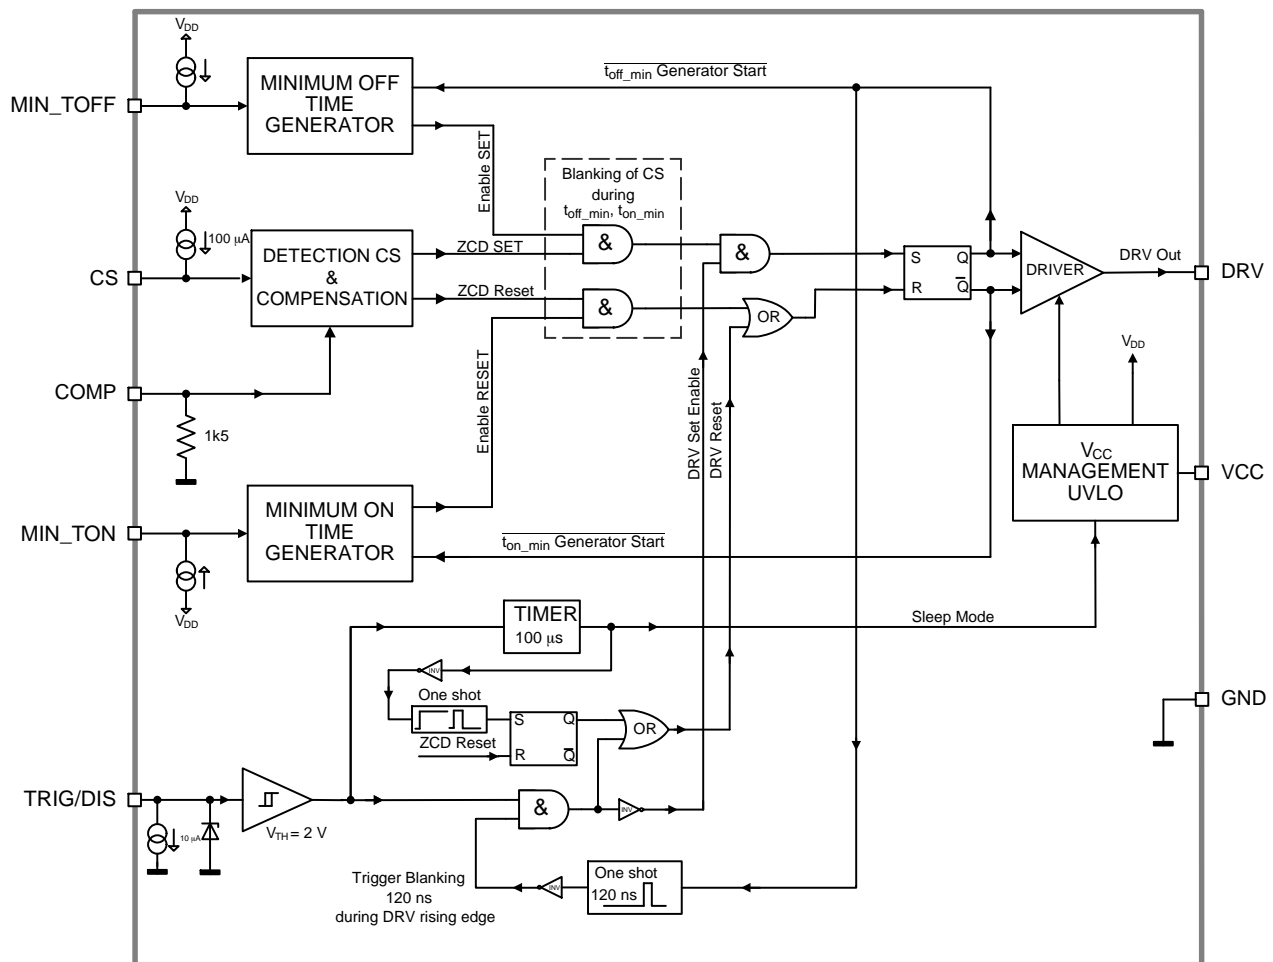 VDD
toff_min Generator Start
MINIMUM OFF
TIME
GENERATOR
MIN_TOFF
Enable SET
Blanking of CS
during
toff_min, ton_min
VDD
100 µA
DETECTION CS
&
COMPENSATION
CS
ZCD SET
ZCD Reset
&
&
&
OR
S
Q
R
Q
DRIVER
DRV Out
DRV
COMP
1k5
Enable RESET
DRV Set Enable
DRV Reset
VDD
VCC
MANAGEMENT
UVLO
VCC
MINIMUM ON
TIME
GENERATOR
MIN_TON
ton_min Generator Start
VDD
TIMER
100 µs
Sleep Mode
INV
One shot
ZCD Reset
S
Q
R
Q
OR
GND
TRIG/DIS
10 µA
VTH = 2 V
&
INV
Trigger Blanking
120 ns
during DRV rising edge
INV
One shot
120 ns